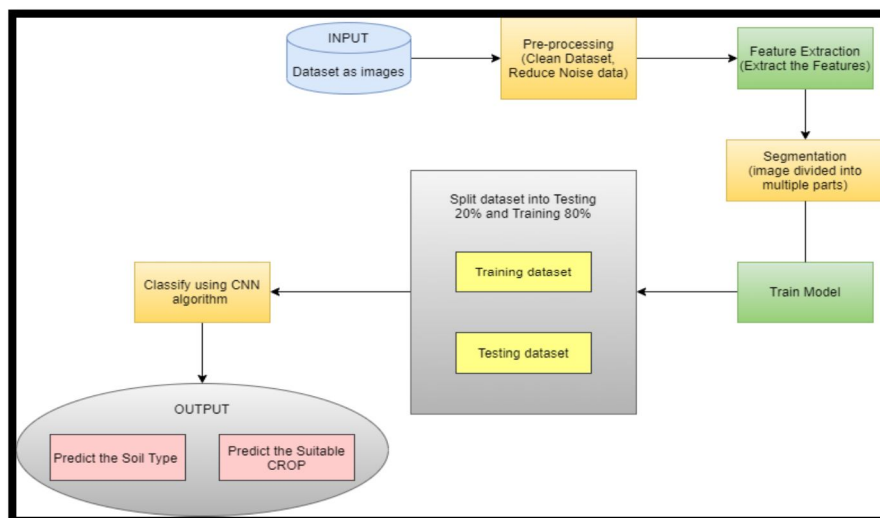 INPUT
Dataset as images
Pre-processing
(Clean Dataset,
Reduce Noise data)
Feature Extraction
(Extract the Features)
Segmentation
(image divided into
multiple parts)
Train Model
Split dataset into Testing
20% and Training 80%
Training dataset
Testing dataset
Classify using CNN
algorithm
OUTPUT
Predict the Soil Type
Predict the Suitable
CROP